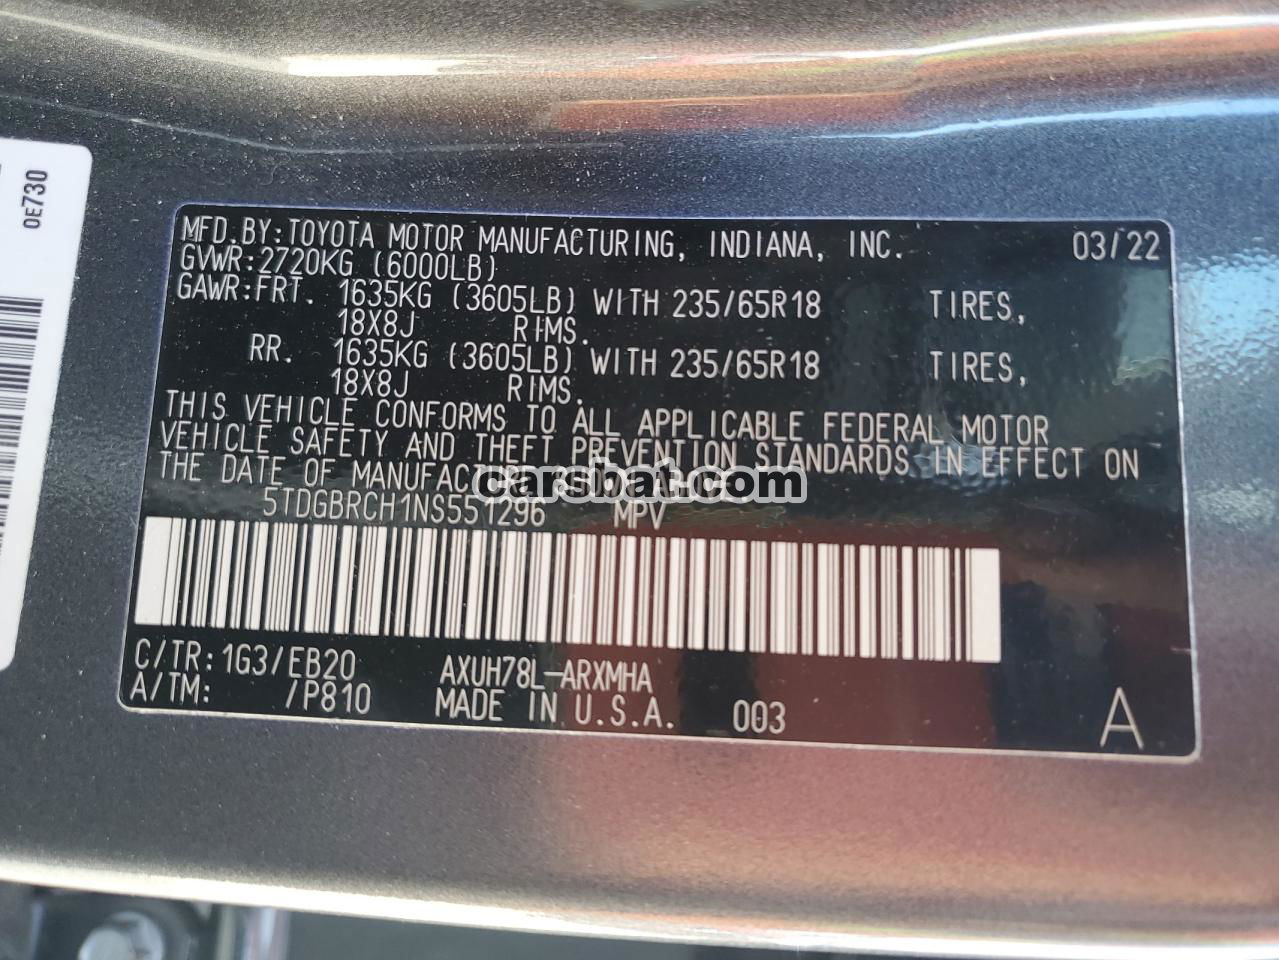 0E730
MFD.BY:TOYOTA MOTOR MANUFACTURING, INDIANA, INC. 03/22
GVWR:2720KG (6000LB)
GAWR:FRT. 1635KG (3605LB) WITH 235/65R18 TIRES,
18X8J RIMS.
RR. 1635KG (3605LB) WITH 235/65R18 TIRES,
18X8J RIMS.
THIS VEHICLE CONFORMS TO ALL APPLICABLE FEDERAL MOTOR
VEHICLE SAFETY AND THEFT PREVENTION STANDARDS IN EFFECT ON
THE DATE OF MANUFACTURE
carsbat.com
5TDGBRCH1NS551296 MPV
C/TR:1G3/EB20 AXUH78L-ARXMHA
A/TM: /P810 MADE IN U.S.A. 003 A